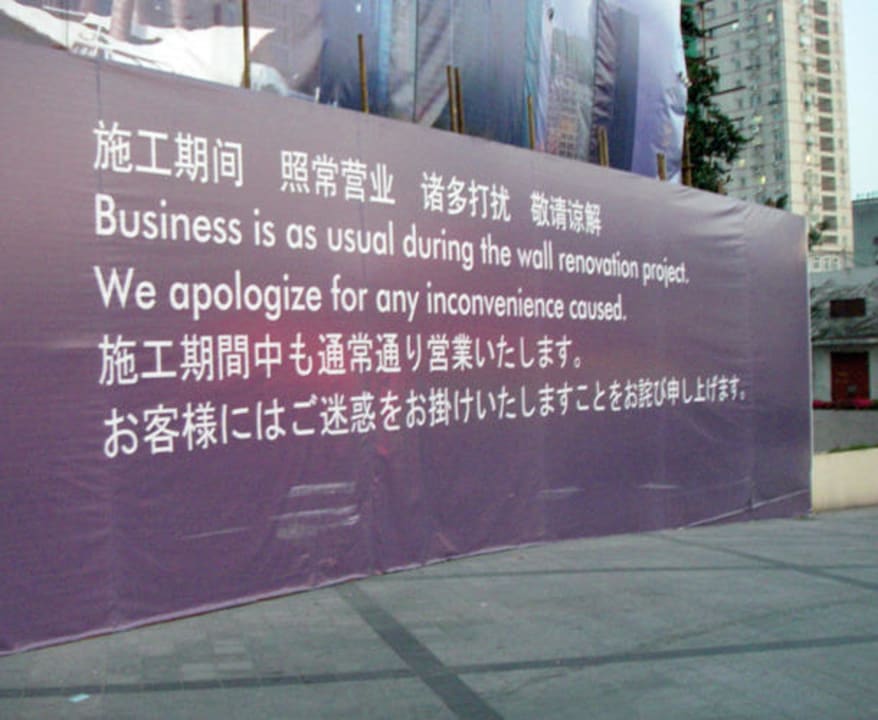 施工期间 照常营业 诸多打扰 敬请谅解
Business is as usual during the wall renovation project.
We apologize for any inconvenience caused.
施工期間中も通常通り営業いたします。
お客様にはご迷惑をお掛けいたしますことをお詫び申し上げます。